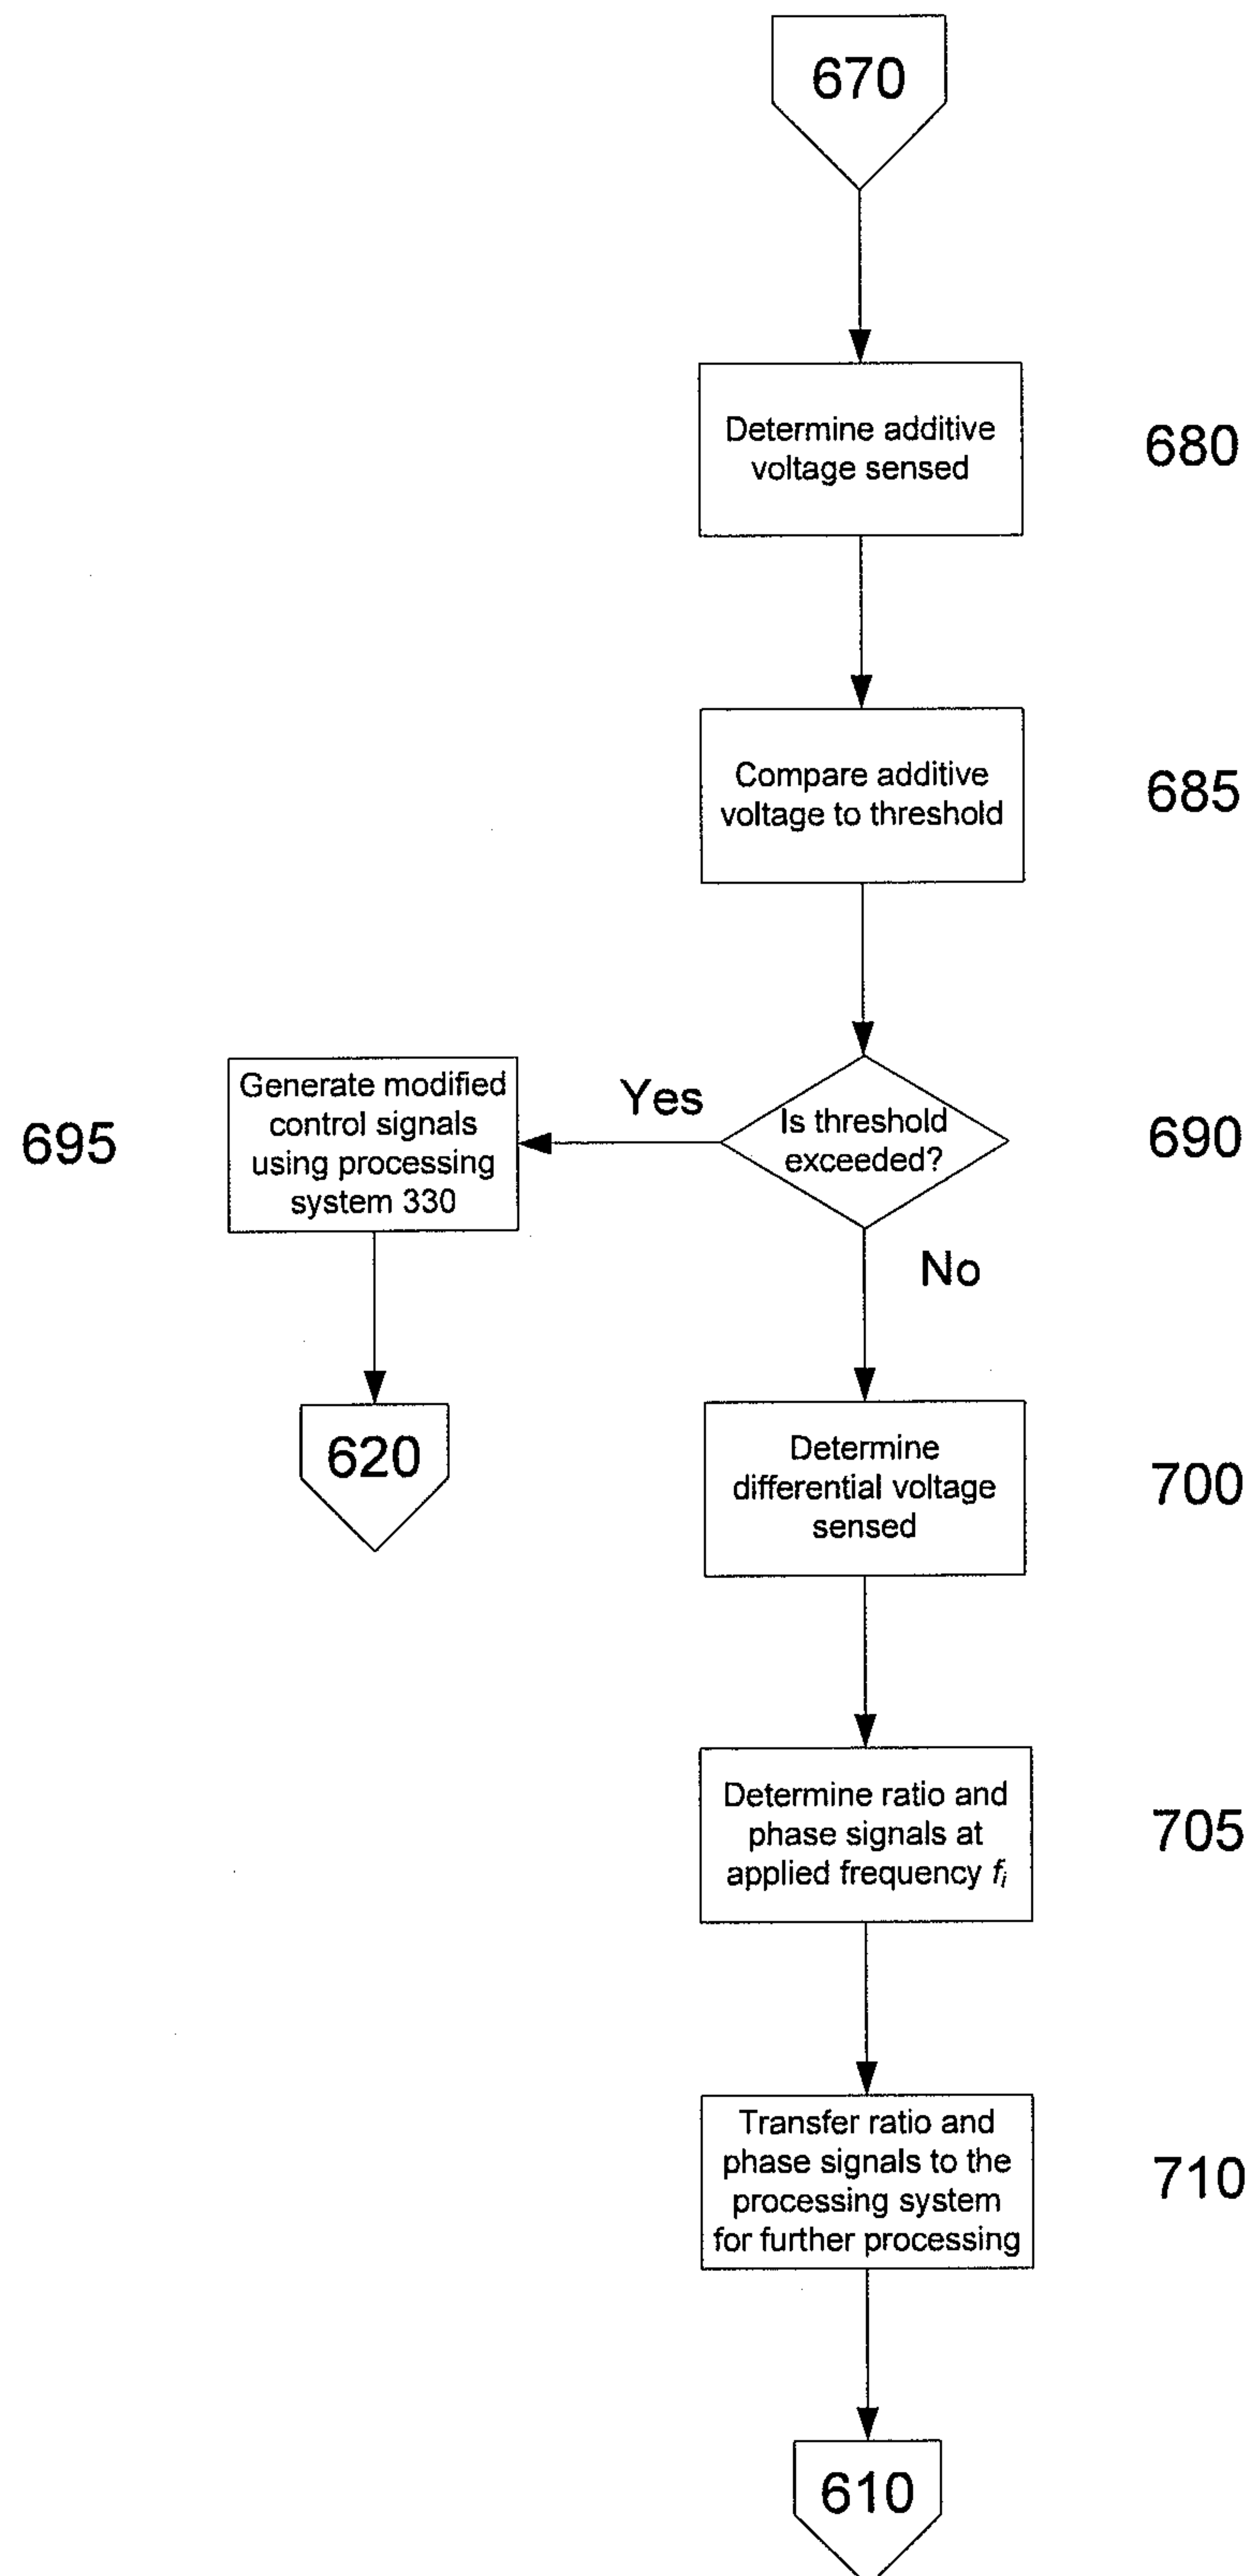 670
Determine additive
voltage sensed
680
Compare additive
voltage to threshold
685
695
Generate modified
control signals
using processing
system 330
Yes
Is threshold
exceeded?
690
No
620
Determine
differential voltage
sensed
700
Determine ratio and
phase signals at
applied frequency fi
705
Transfer ratio and
phase signals to the
processing system
for further processing
710
610